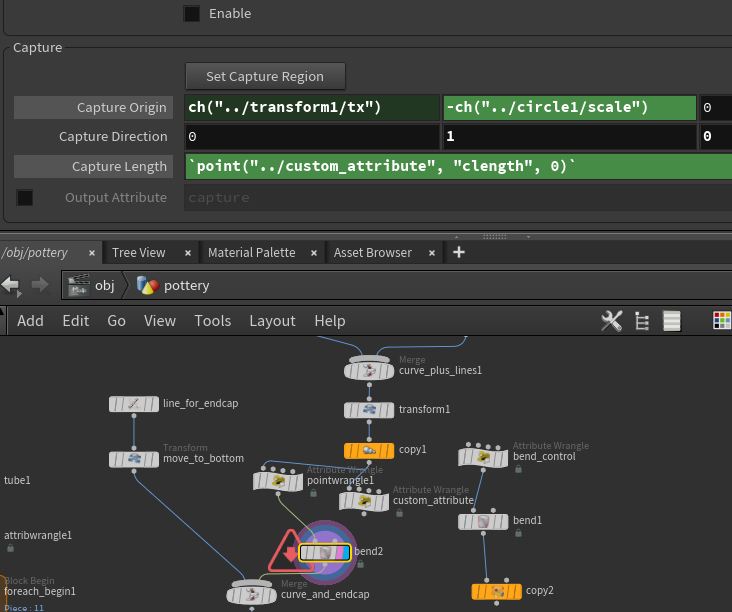 Enable
Capture
Set Capture Region
Capture Origin ch("../transform1/tx") -ch("../circle1/scale") 0
Capture Direction 0 1 0
Capture Length `point("../custom_attribute", "clength", 0)`
Output Attribute capture
/obj/pottery × Tree View × Material Palette × Asset Browser × +
obj pottery
Add Edit Go View Tools Layout Help
Merge
curve_plus_lines1
line_for_endcap
transform1
Transform
move_to_bottom
copy1
Attribute Wrangle
bend_control
tube1
Attribute Wrangle
pointwrangle1
Attribute Wrangle
custom_attribute
bend1
attribwrangle1
bend2
Block Begin
foreach_begin1
Piece : 11
Merge
curve_and_endcap
copy2